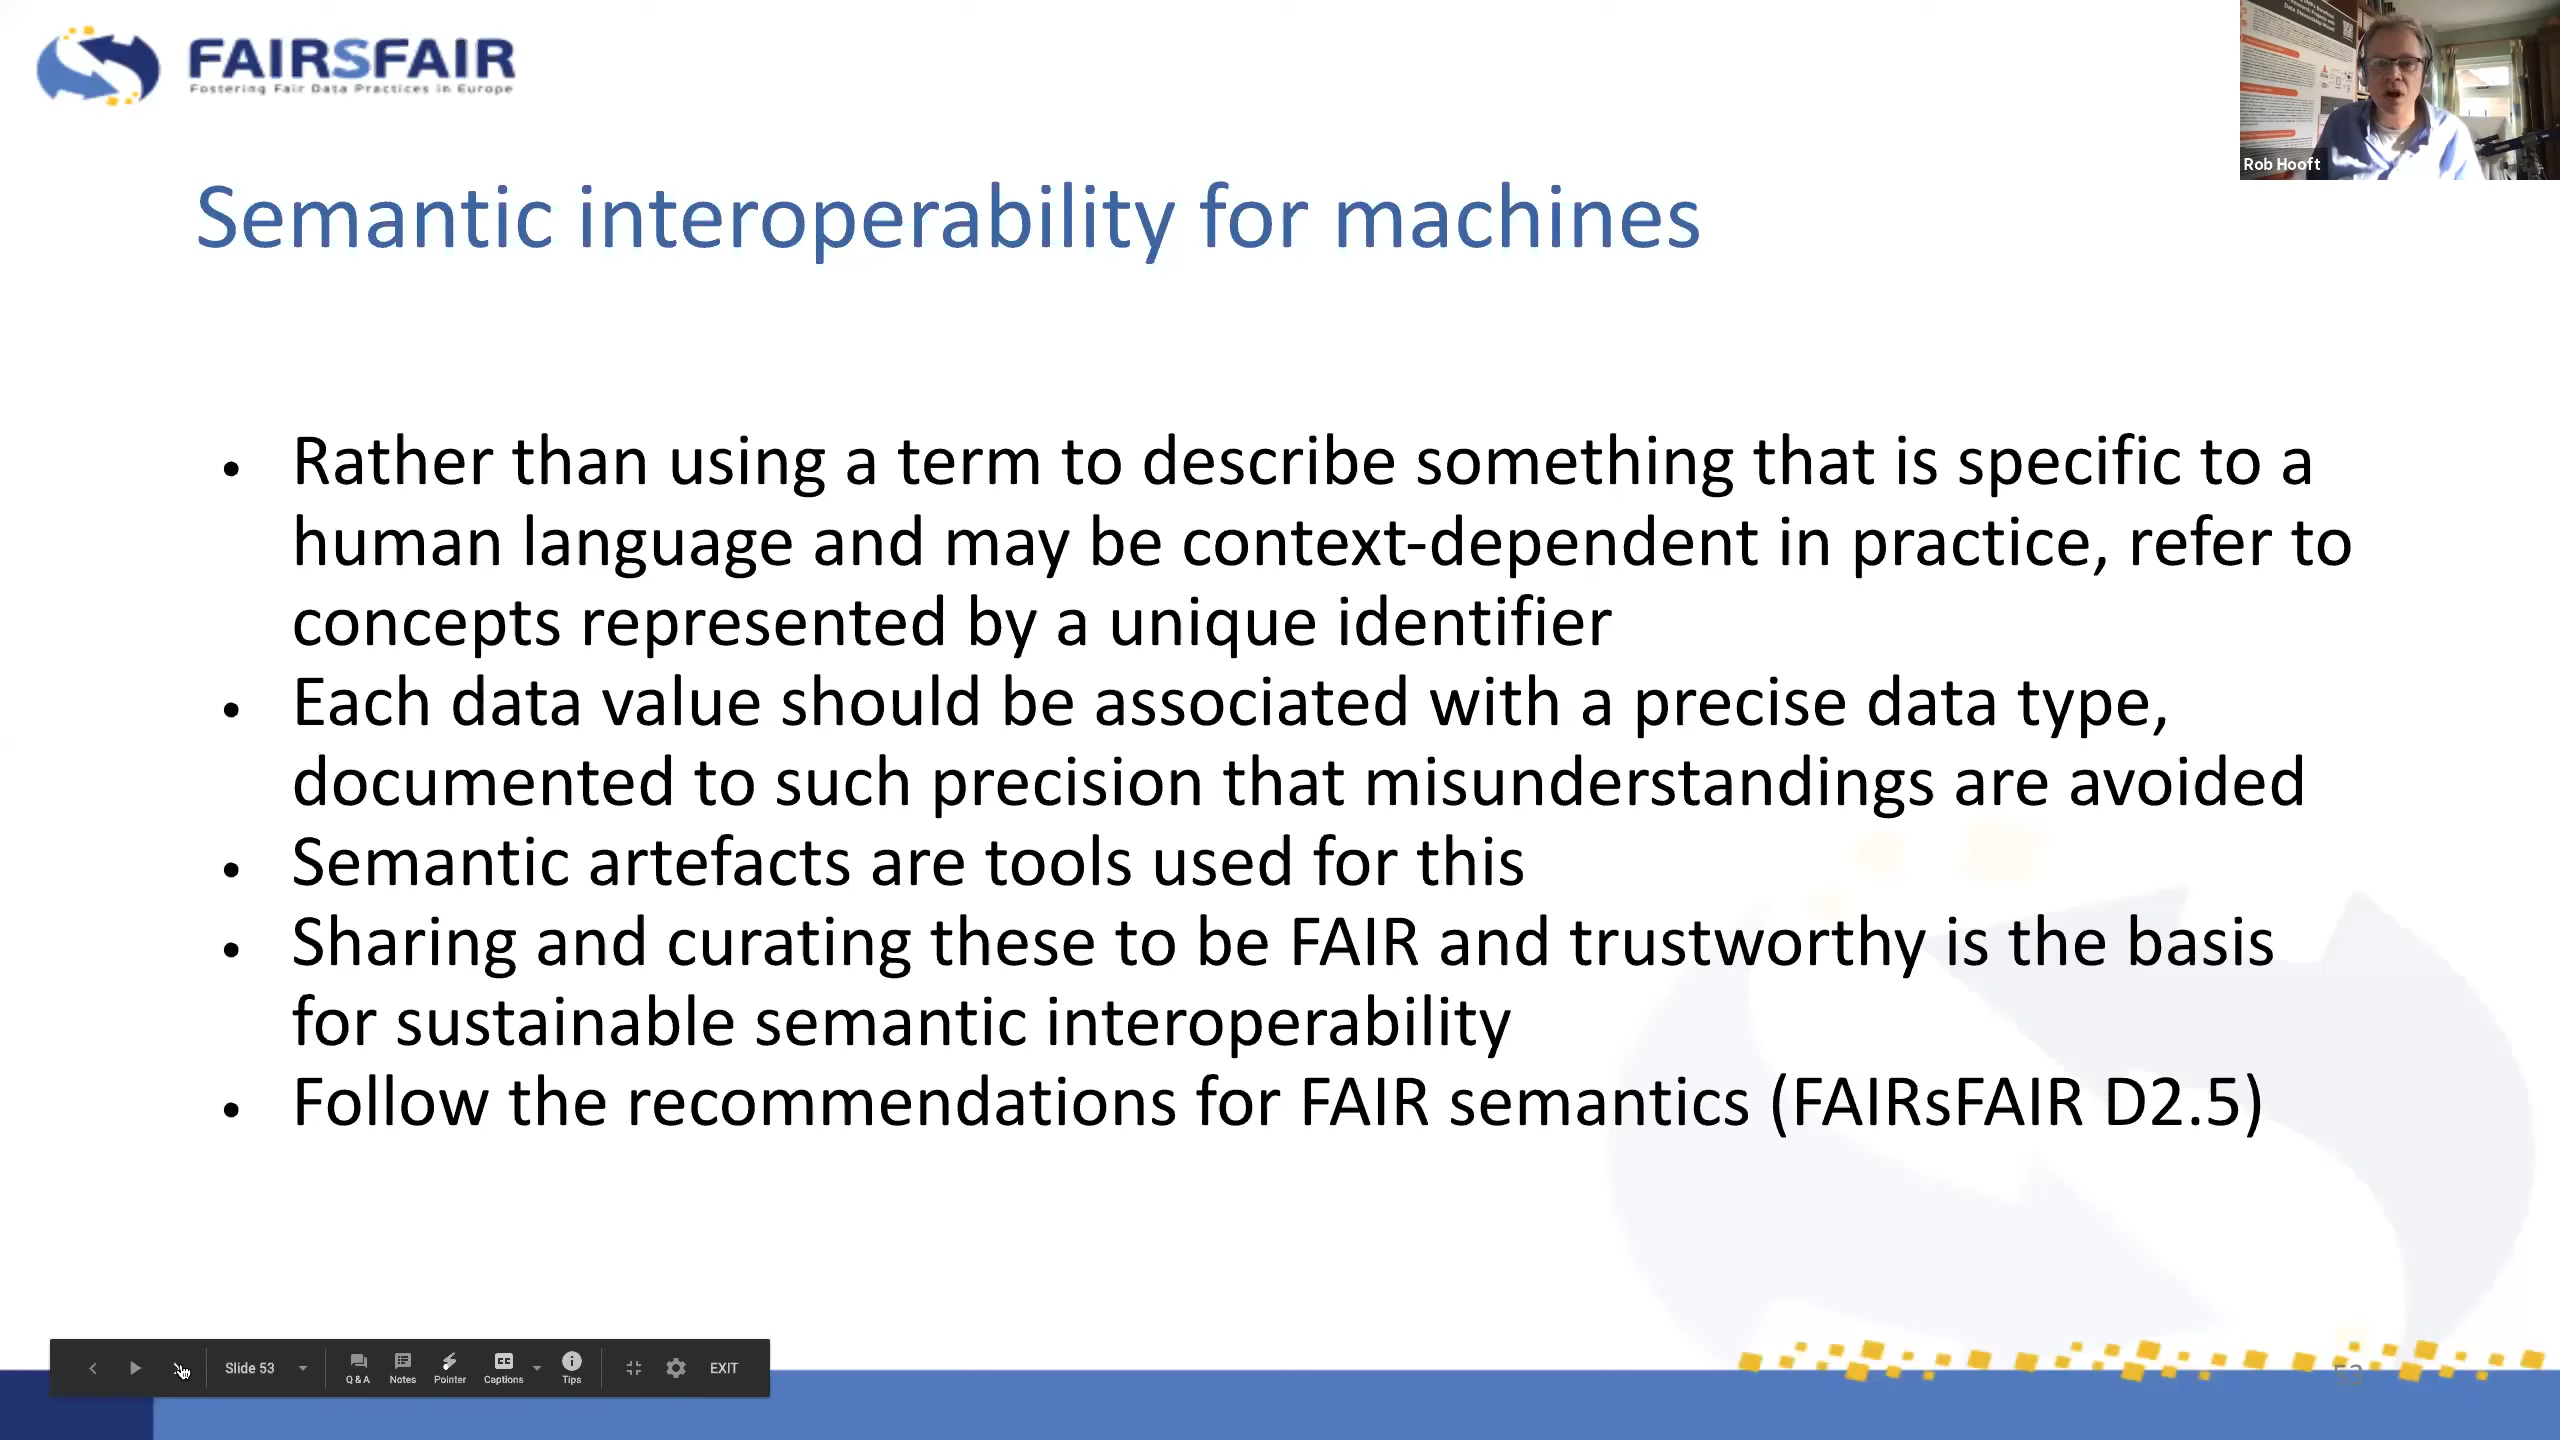 FAIRSFAIR
Fostering Fair Data Practices in Europe
Rob Hooft
Semantic interoperability for machines
• Rather than using a term to describe something that is specific to a
human language and may be context-dependent in practice, refer to
concepts represented by a unique identifier
• Each data value should be associated with a precise data type,
documented to such precision that misunderstandings are avoided
• Semantic artefacts are tools used for this
• Sharing and curating these to be FAIR and trustworthy is the basis
for sustainable semantic interoperability
• Follow the recommendations for FAIR semantics (FAIRsFAIR D2.5)
Slide 53
Q & A
Notes
Pointer
CC
Captions
Tips
EXIT
53